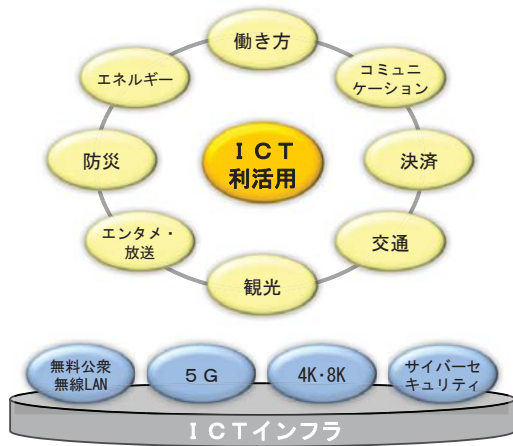 働き方
エネルギー
コミュニ
ケーション
防災
ＩＣＴ
利活用
決済
エンタメ・
放送
交通
観光
無料公衆
無線LAN
５Ｇ
4K・8K
サイバーセ
キュリティ
ＩＣＴインフラ